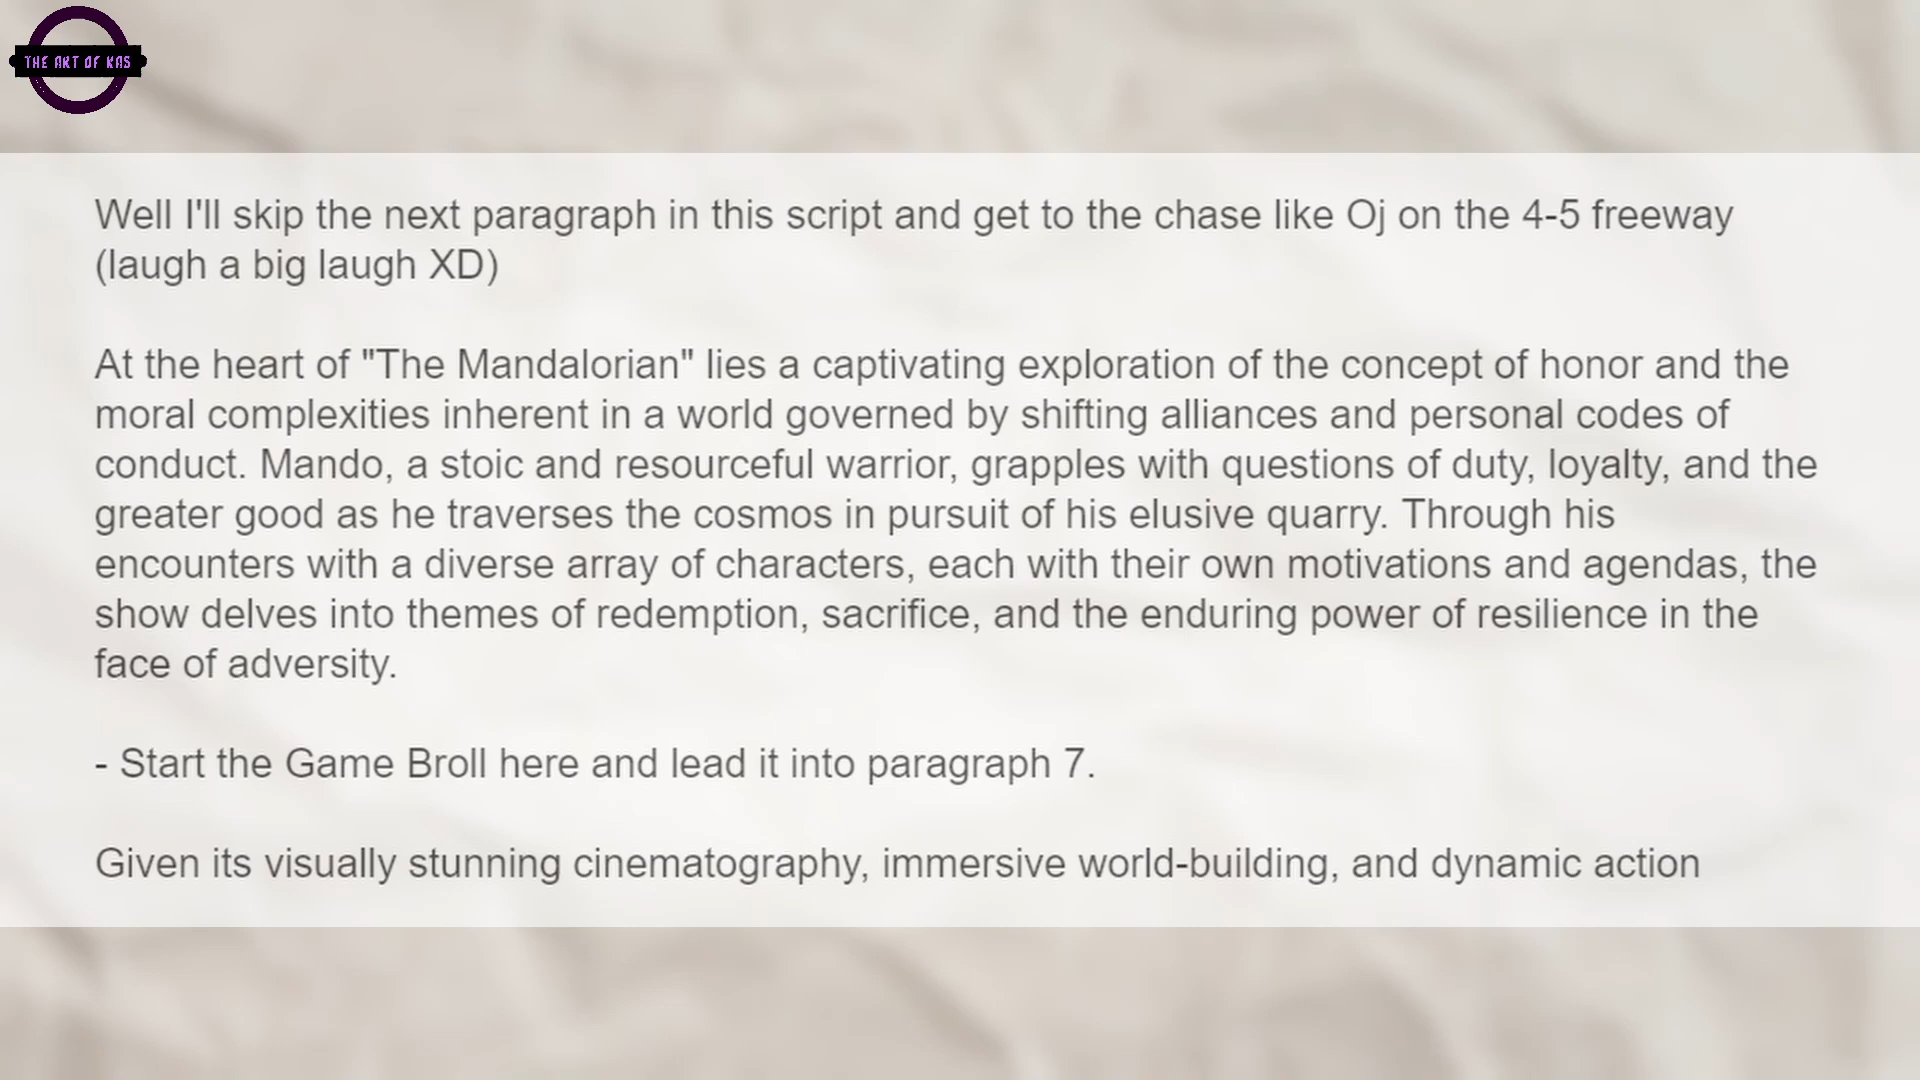 THE ART OF KAS
Well I'll skip the next paragraph in this script and get to the chase like Oj on the 4-5 freeway
(laugh a big laugh XD)
At the heart of "The Mandalorian" lies a captivating exploration of the concept of honor and the
moral complexities inherent in a world governed by shifting alliances and personal codes of
conduct. Mando, a stoic and resourceful warrior, grapples with questions of duty, loyalty, and the
greater good as he traverses the cosmos in pursuit of his elusive quarry. Through his
encounters with a diverse array of characters, each with their own motivations and agendas, the
show delves into themes of redemption, sacrifice, and the enduring power of resilience in the
face of adversity.
- Start the Game Broll here and lead it into paragraph 7.
Given its visually stunning cinematography, immersive world-building, and dynamic action